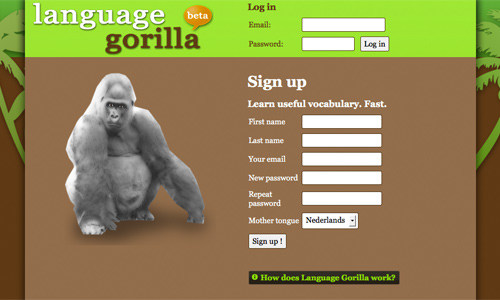 language
beta
gorilla
Log in
Email:
Password:
Log in
Sign up
Learn useful vocabulary. Fast.
First name
Last name
Your email
New password
Repeat
password
Mother tongue Nederlands
Sign up !
How does Language Gorilla work?